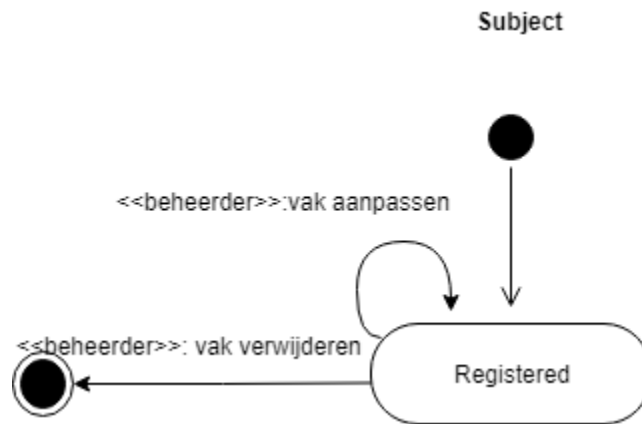 Subject
<<beheerder>>:vak aanpassen
<<beheerder>>: vak verwijderen
Registered